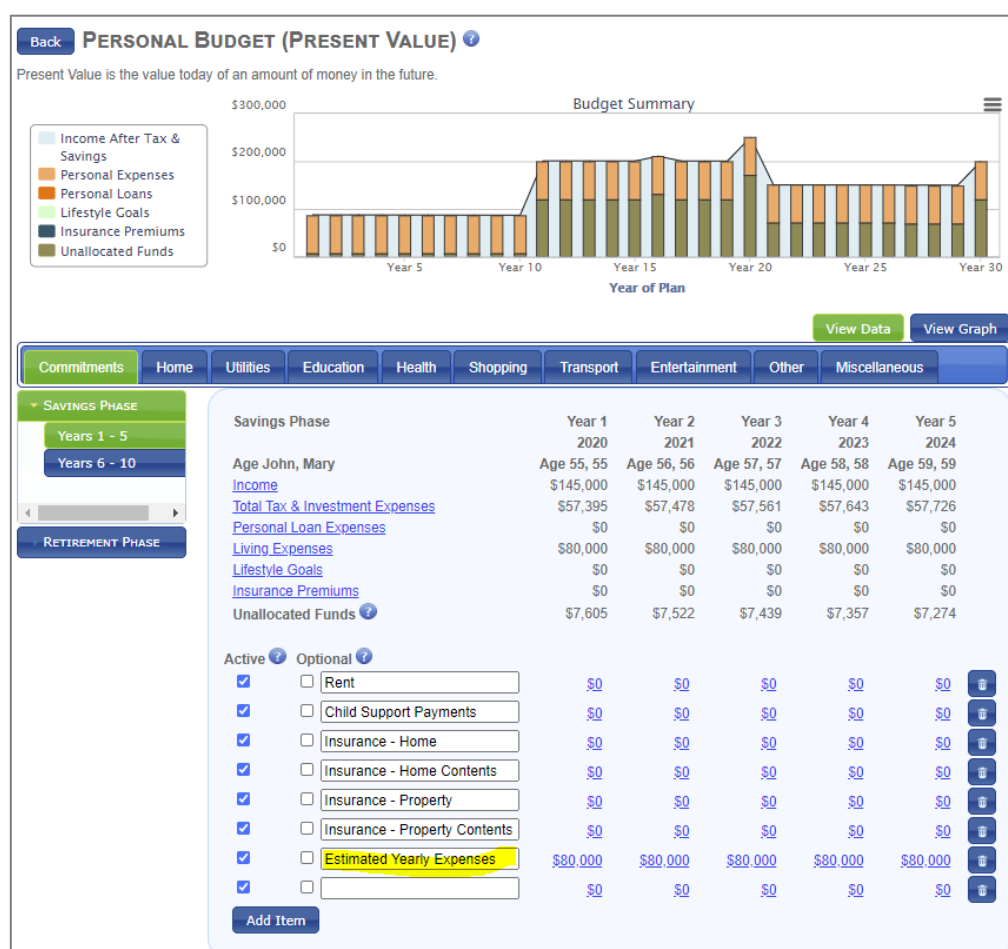 Back PERSONAL BUDGET (PRESENT VALUE) ?
Present Value is the value today of an amount of money in the future.
Budget Summary
Income After Tax &
Savings
Personal Expenses
Personal Loans
Lifestyle Goals
Insurance Premiums
Unallocated Funds
$300,000
$200,000
$100,000
$0
Year 5 Year 10 Year 15 Year 20 Year 25 Year 30
Year of Plan
View Data View Graph
Commitments Home Utilities Education Health Shopping Transport Entertainment Other Miscellaneous
SAVINGS PHASE
Years 1 - 5
Years 6 - 10
RETIREMENT PHASE
Savings Phase Year 1 Year 2 Year 3 Year 4 Year 5
2020 2021 2022 2023 2024
Age John, Mary Age 55, 55 Age 56, 56 Age 57, 57 Age 58, 58 Age 59, 59
Income $145,000 $145,000 $145,000 $145,000 $145,000
Total Tax & Investment Expenses $57,395 $57,478 $57,561 $57,643 $57,726
Personal Loan Expenses $0 $0 $0 $0 $0
Living Expenses $80,000 $80,000 $80,000 $80,000 $80,000
Lifestyle Goals $0 $0 $0 $0 $0
Insurance Premiums $0 $0 $0 $0 $0
Unallocated Funds ? $7,605 $7,522 $7,439 $7,357 $7,274
Active ? Optional ?
Rent $0 $0 $0 $0 $0
Child Support Payments $0 $0 $0 $0 $0
Insurance - Home $0 $0 $0 $0 $0
Insurance - Home Contents $0 $0 $0 $0 $0
Insurance - Property $0 $0 $0 $0 $0
Insurance - Property Contents $0 $0 $0 $0 $0
Estimated Yearly Expenses $80,000 $80,000 $80,000 $80,000 $80,000
$0 $0 $0 $0 $0
Add Item